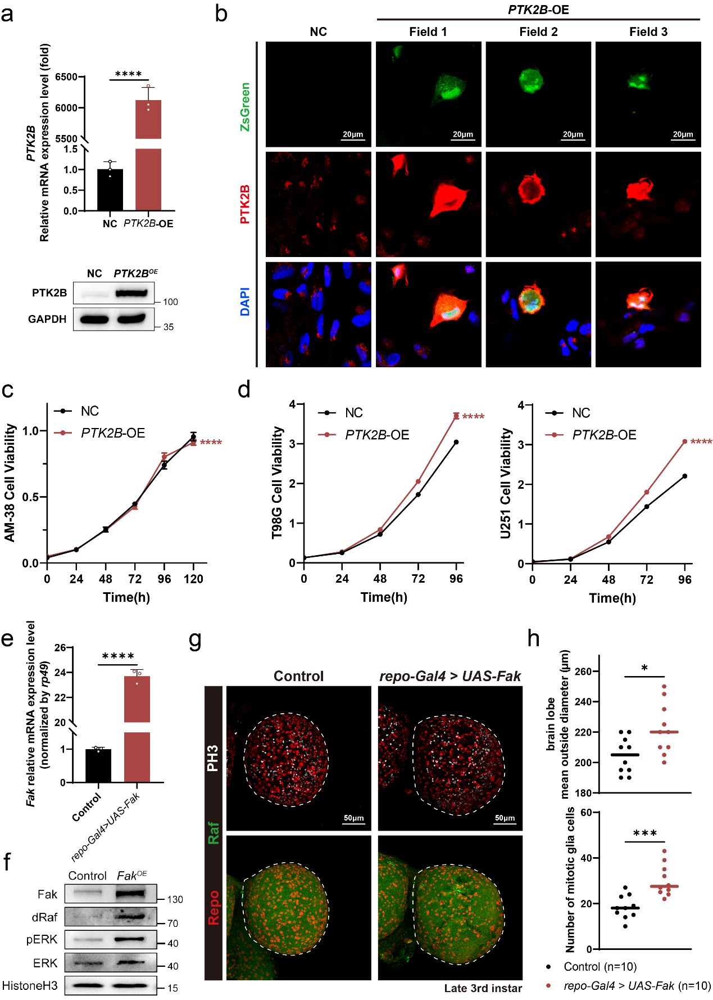 a
PTK2B
Relative mRNA expression level (fold)
6500
6000
5500
1.5
1.0
0.5
0.0
****
NC
PTK2B-OE
NC
PTK2B^OE
PTK2B
100
GAPDH
35
b
PTK2B-OE
NC
Field 1
Field 2
Field 3
ZsGreen
20μm
20μm
20μm
20μm
PTK2B
DAPI
c
NC
PTK2B-OE
AM-38 Cell Viability
1.0
0.5
0.0
****
0 24 48 72 96 120
Time(h)
d
NC
PTK2B-OE
T98G Cell Viability
4
3
2
1
0
****
0 24 48 72 96
Time(h)
NC
PTK2B-OE
U251 Cell Viability
4
3
2
1
0
****
0 24 48 72 96
Time(h)
e
Fak relative mRNA expression level
(normalized by rp49)
26
24
22
20
1
0
****
Control
repo-Gal4>UAS-Fak
f
Control
Fak^OE
Fak
130
dRaf
70
pERK
40
ERK
40
HistoneH3
15
g
Control
repo-Gal4 > UAS-Fak
PH3
Raf
Repo
50μm
50μm
Late 3rd instar
h
brain lobe
mean outside diameter (μm)
260
240
220
200
180
*
Number of mitotic glia cells
60
40
20
0
***
Control (n=10)
repo-Gal4 > UAS-Fak (n=10)